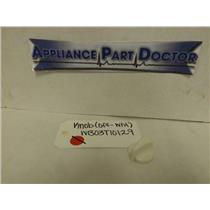 APPLIANCE PART DOCTOR
Knob (off-wht)
WB03T10129